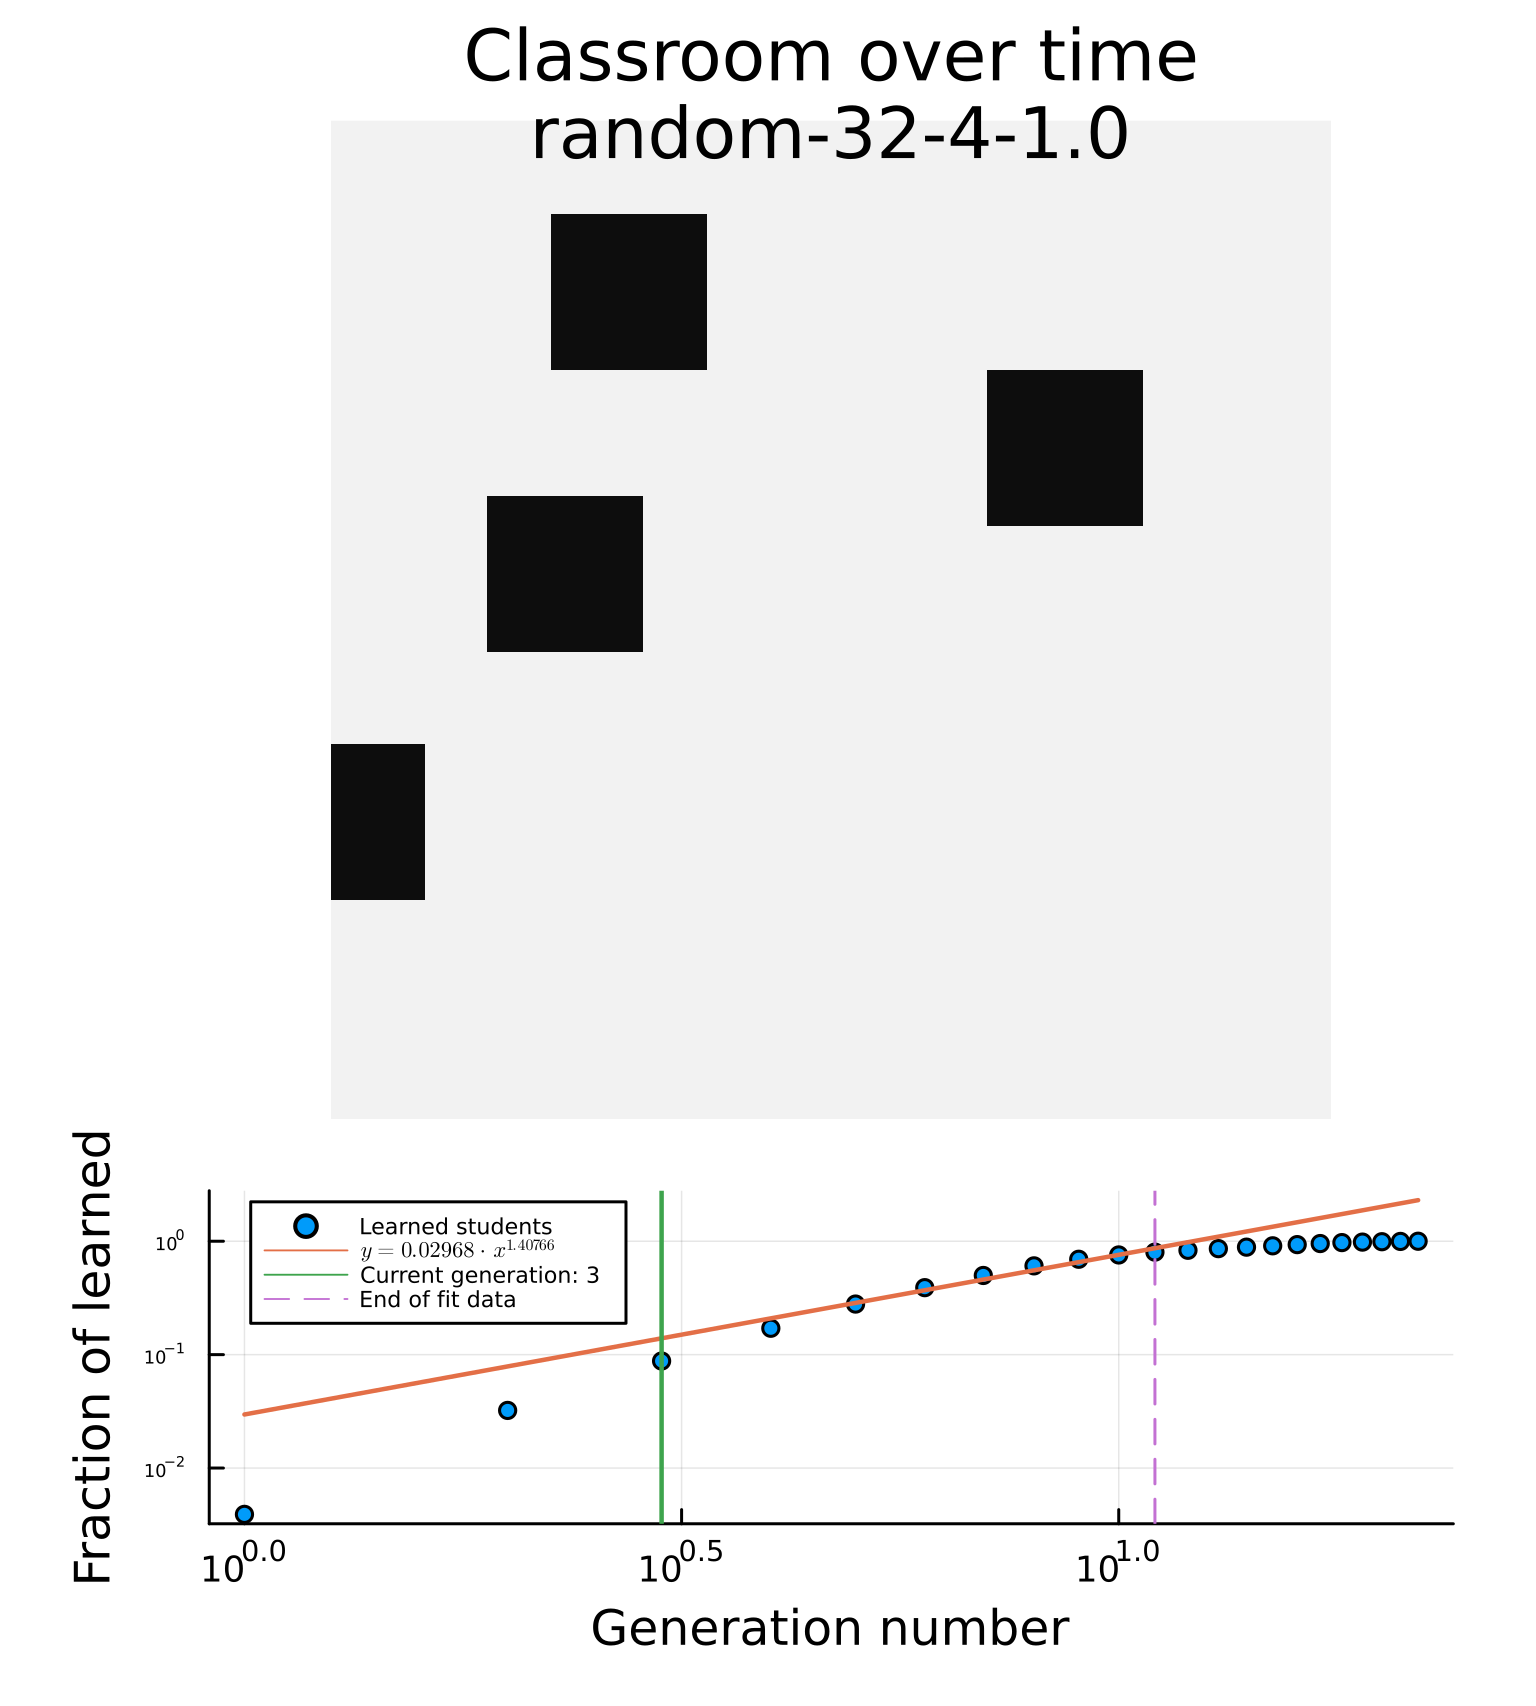 Classroom over time
random-32-4-1.0
Fraction of learned
10^0
10^−1
10^−2
Learned students
y = 0.02968 · x^1.40766
Current generation: 3
End of fit data
10^0.0
10^0.5
10^1.0
Generation number